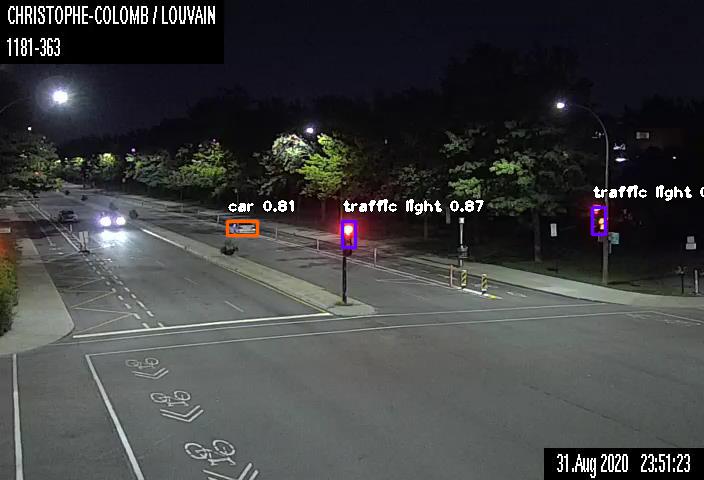 CHRISTOPHE-COLOMB / LOUVAIN
1181-363
car 0.81
traffic light 0.87
traffic light 0
31.Aug 2020 23:51:23